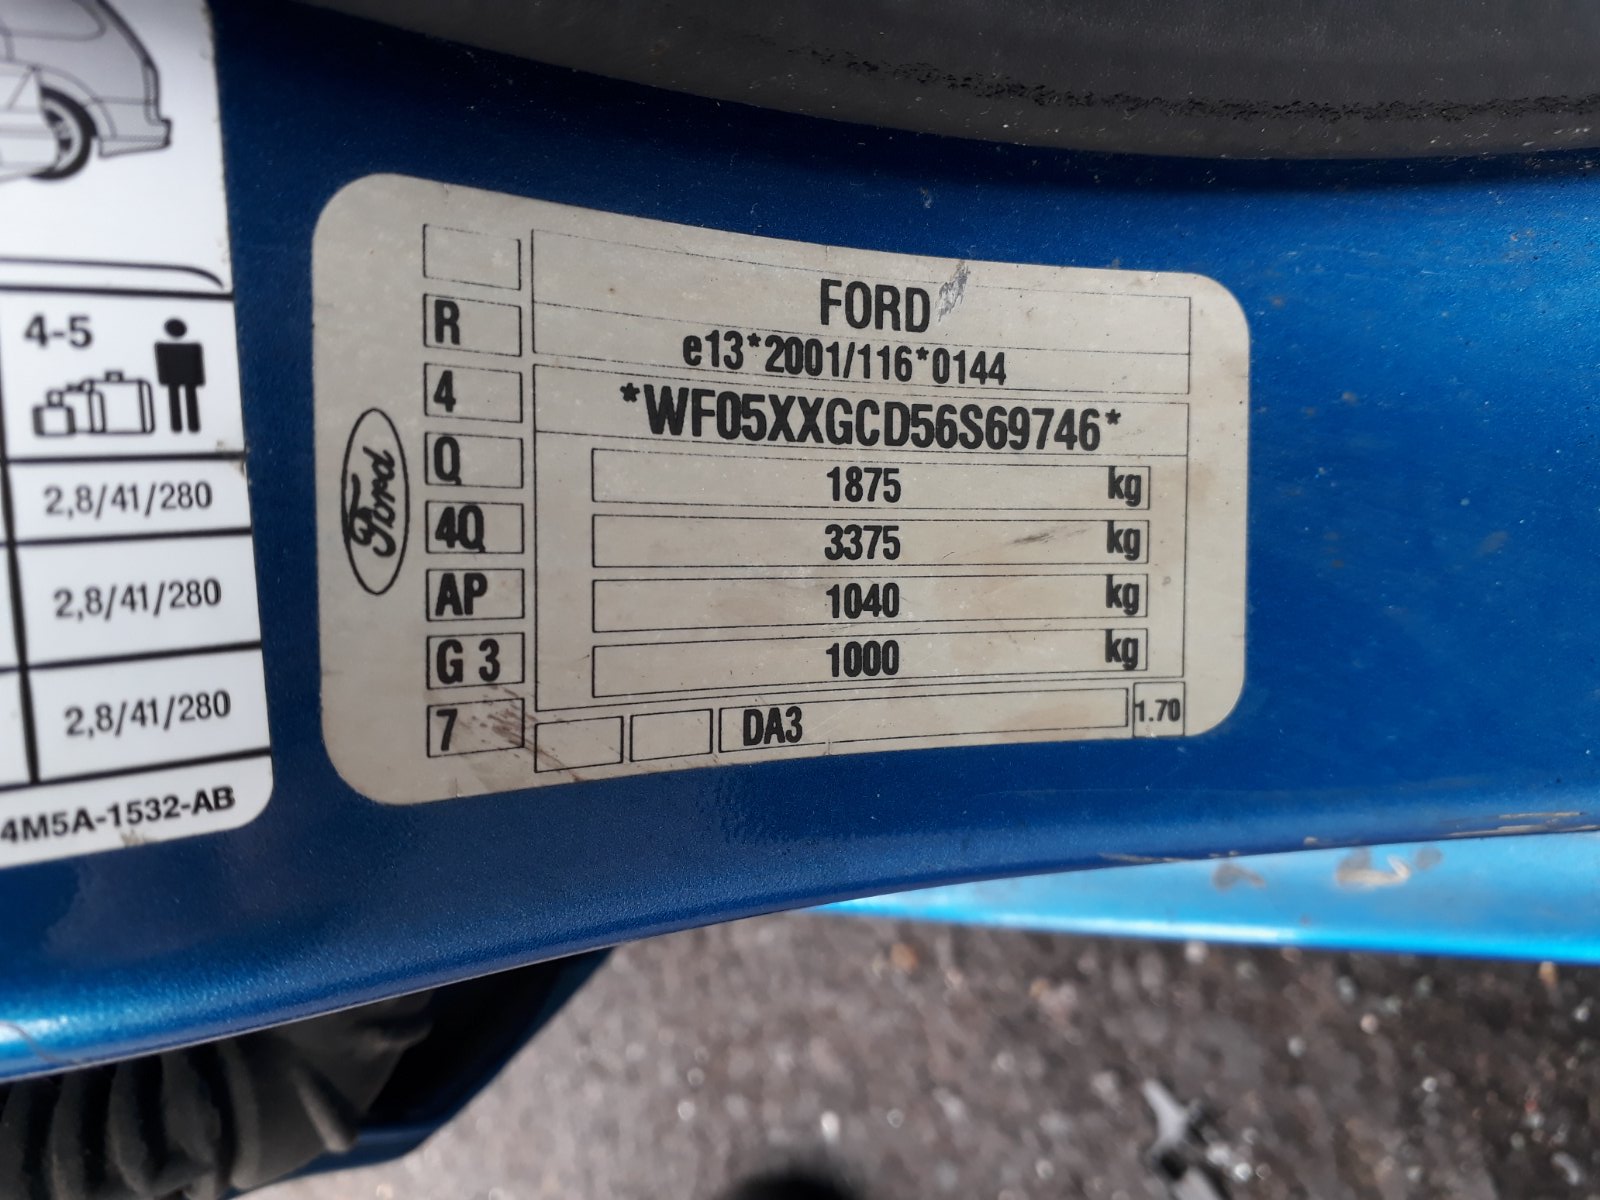 4-5
2,8/41/280
2,8/41/280
2,8/41/280
4M5A-1532-AB
Ford
R
4
Q
4Q
AP
G 3
7
FORD
e13*2001/116*0144
*WF05XXGCD56S69746*
1875 kg
3375 kg
1040 kg
1000 kg
DA3
1.70